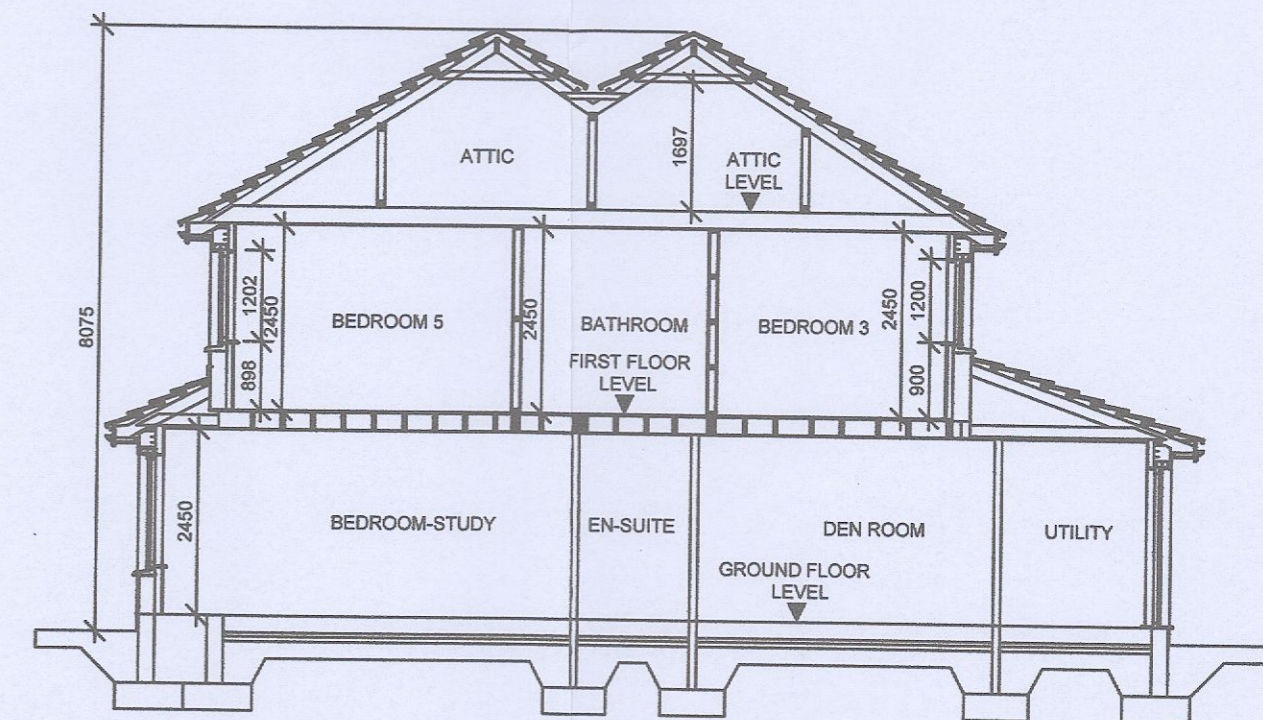 8075
ATTIC
1697
ATTIC
LEVEL
1202
2450
898
BEDROOM 5
2450
BATHROOM
FIRST FLOOR
LEVEL
BEDROOM 3
2450
1200
900
2450
BEDROOM-STUDY
EN-SUITE
DEN ROOM
GROUND FLOOR
LEVEL
UTILITY